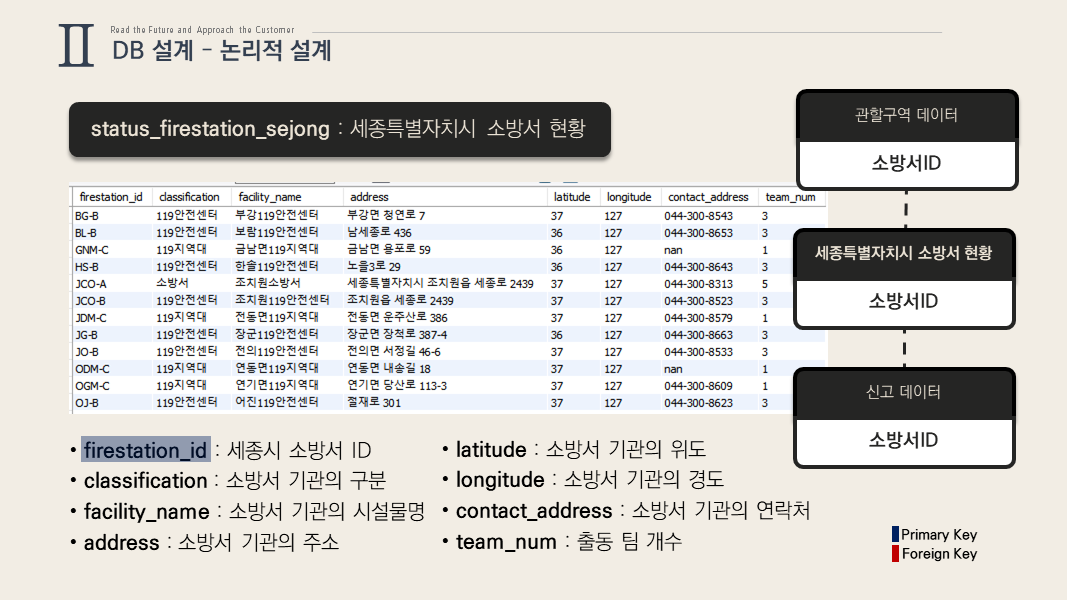 Ⅱ
Read the Future and Approach the Customer
DB 설계 - 논리적 설계
status_firestation_sejong : 세종특별자치시 소방서 현황
관할구역 데이터
소방서ID
세종특별자치시 소방서 현황
소방서ID
신고 데이터
소방서ID
firestation_id classification facility_name address latitude longitude contact_address team_num
BG-B 119안전센터 부강119안전센터 부강면 청연로 7 37 127 044-300-8543 3
BL-B 119안전센터 보람119안전센터 남세종로 436 36 127 044-300-8653 3
GNM-C 119지역대 금남면119지역대 금남면 용포로 59 36 127 nan 1
HS-B 119안전센터 한솔119안전센터 노을3로 29 36 127 044-300-8643 3
JCO-A 소방서 조치원소방서 세종특별자치시 조치원읍 세종로 2439 37 127 044-300-8313 5
JCO-B 119안전센터 조치원119안전센터 조치원읍 세종로 2439 37 127 044-300-8523 3
JDM-C 119지역대 전동면119지역대 전동면 운주산로 386 37 127 044-300-8579 1
JG-B 119안전센터 장군119안전센터 장군면 장척로 387-4 36 127 044-300-8663 3
JO-B 119안전센터 전의119안전센터 전의면 서정길 46-6 37 127 044-300-8533 3
ODM-C 119지역대 연동면119지역대 연동면 내송길 18 37 127 nan 1
OGM-C 119지역대 연기면119지역대 연기면 당산로 113-3 37 127 044-300-8609 1
OJ-B 119안전센터 어진119안전센터 절재로 301 37 127 044-300-8623 3
• firestation_id : 세종시 소방서 ID
• classification : 소방서 기관의 구분
• facility_name : 소방서 기관의 시설물명
• address : 소방서 기관의 주소
• latitude : 소방서 기관의 위도
• longitude : 소방서 기관의 경도
• contact_address : 소방서 기관의 연락처
• team_num : 출동 팀 개수
Primary Key
Foreign Key